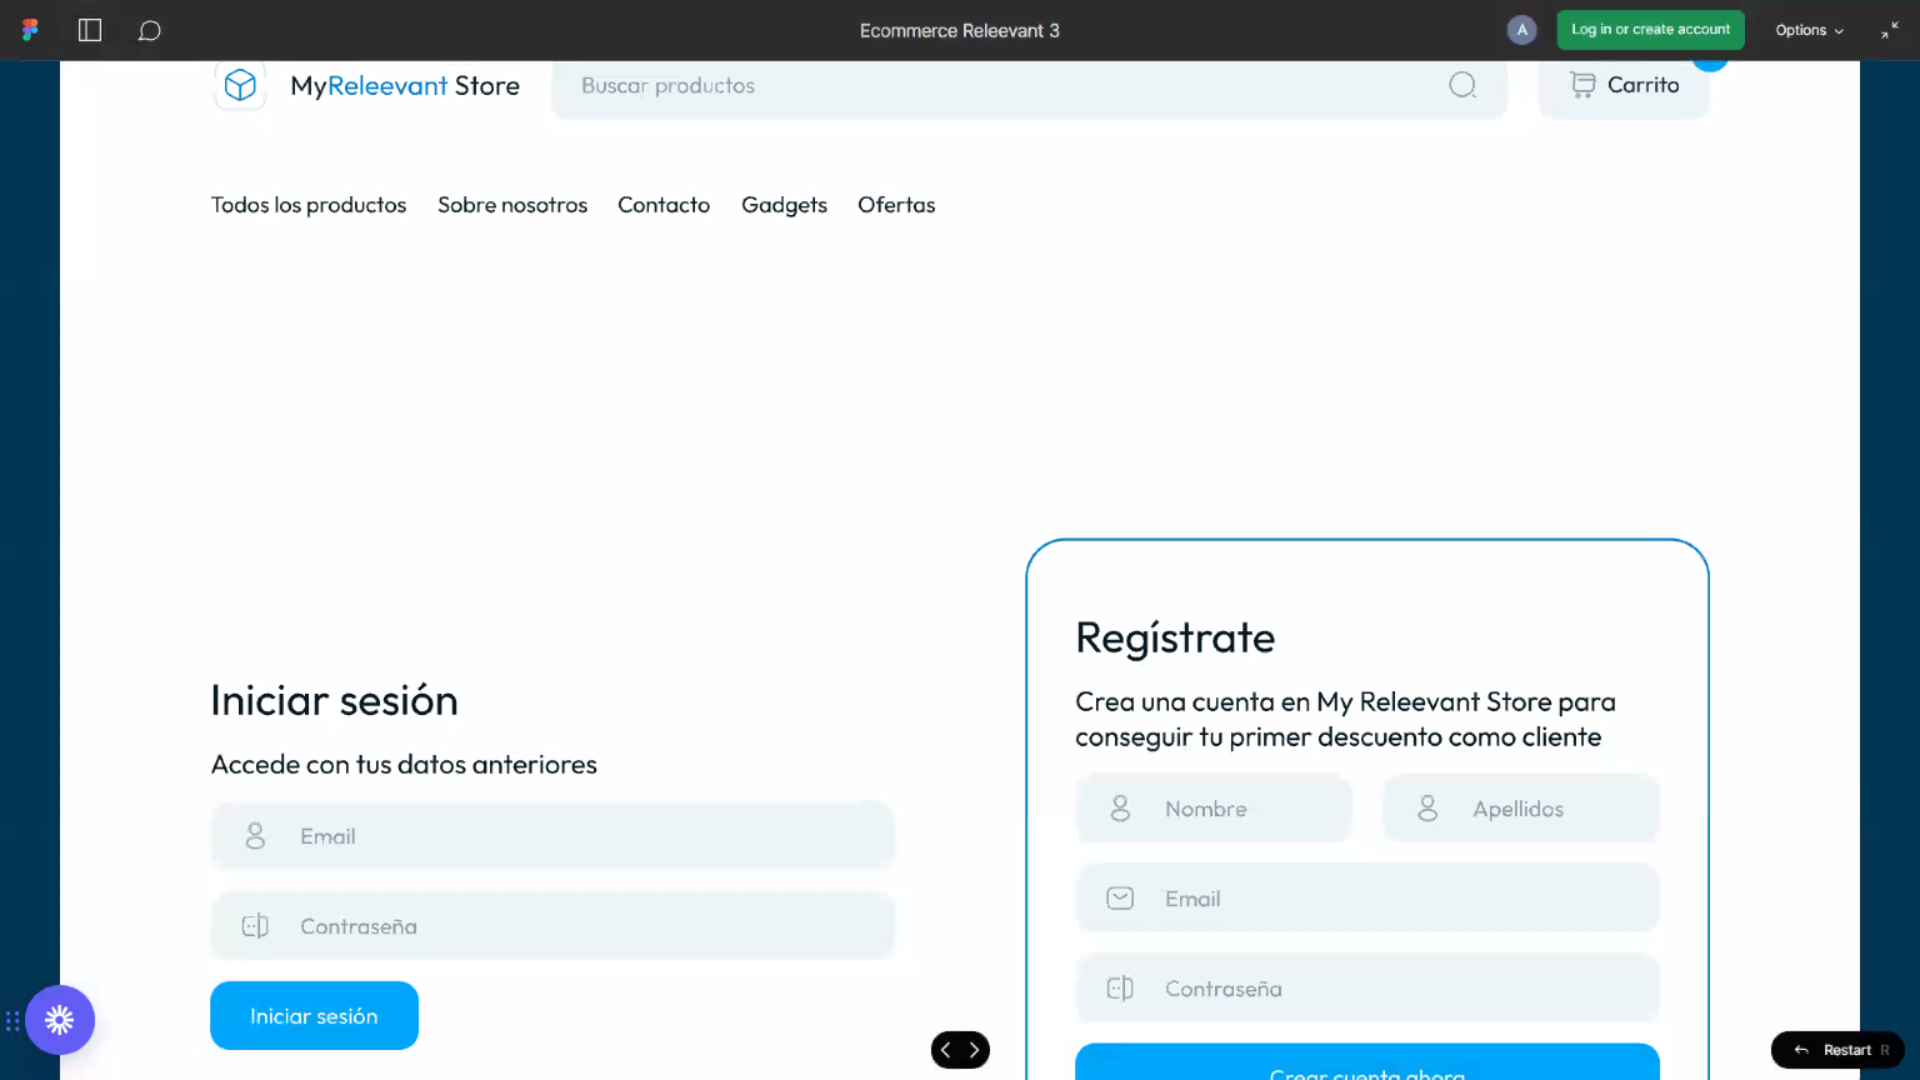 Ecommerce Releevant 3
A
Log in or create account
Options
MyReleevant Store
Buscar productos
Carrito
Todos los productos
Sobre nosotros
Contacto
Gadgets
Ofertas
Iniciar sesión
Accede con tus datos anteriores
Email
Contraseña
Iniciar sesión
Regístrate
Crea una cuenta en My Releevant Store para
conseguir tu primer descuento como cliente
Nombre
Apellidos
Email
Contraseña
Crear cuenta ahora
Restart R